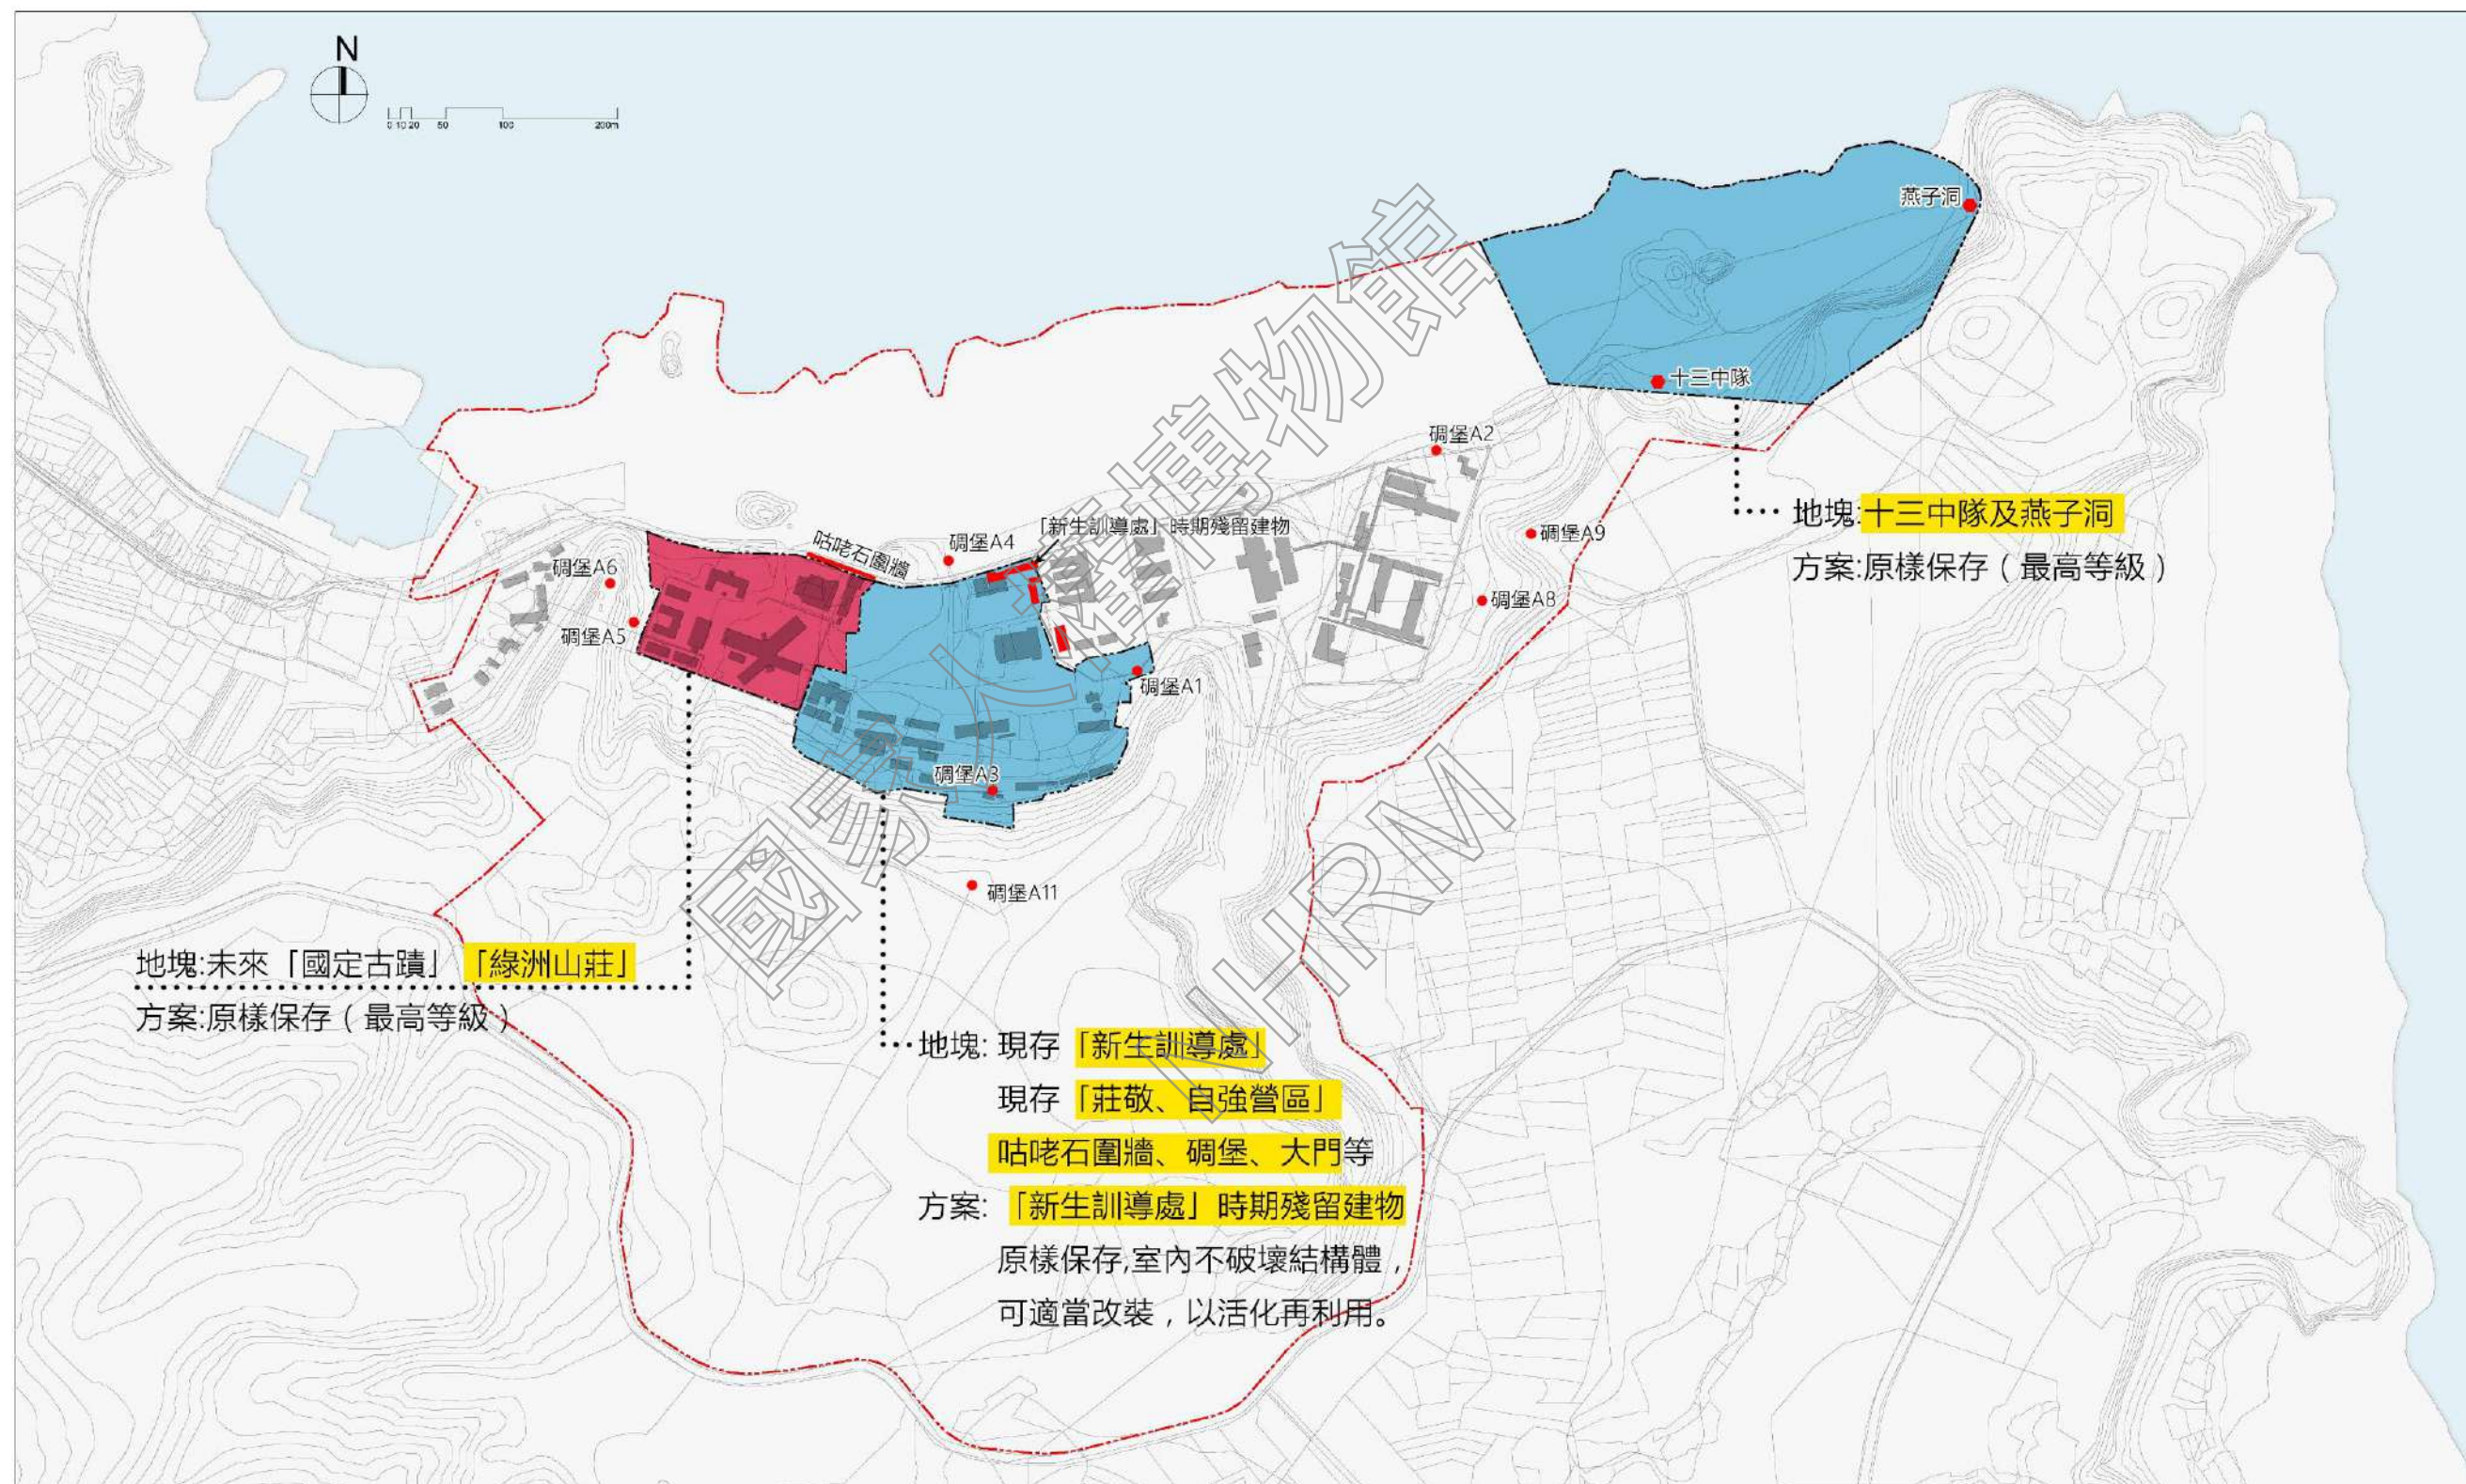 N
0 10 20 50 100 200m
燕子洞
十三中隊
碉堡A2
地塊:十三中隊及燕子洞
方案:原樣保存（最高等級）
「新生訓導處」時期殘留建物
咕咾石圍牆
碉堡A4
碉堡A9
碉堡A6
碉堡A8
碉堡A5
碉堡A1
碉堡A3
碉堡A11
地塊:未來「國定古蹟」「綠洲山莊」
方案:原樣保存（最高等級）
地塊: 現存「新生訓導處」
現存「莊敬、自強營區」
咕咾石圍牆、碉堡、大門等
方案: 「新生訓導處」時期殘留建物
原樣保存,室內不破壞結構體，
可適當改裝，以活化再利用。
國家人權博物館
NHRM